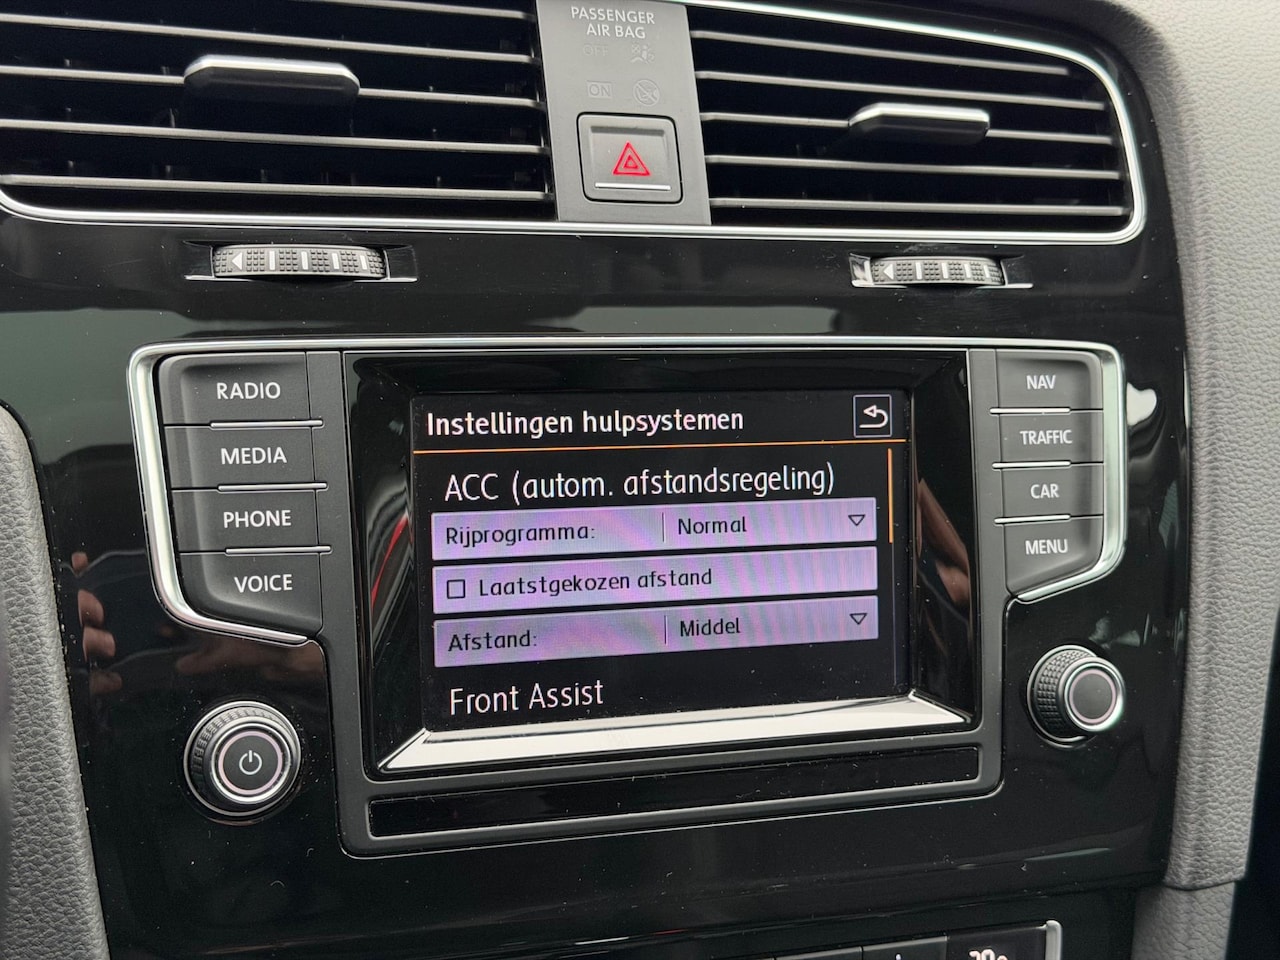 PASSENGER
AIR BAG
OFF
ON
RADIO
MEDIA
PHONE
VOICE
Instellingen hulpsystemen
ACC (autom. afstandsregeling)
Rijprogramma: Normal
Laatstgekozen afstand
Afstand: Middel
Front Assist
NAV
TRAFFIC
CAR
MENU